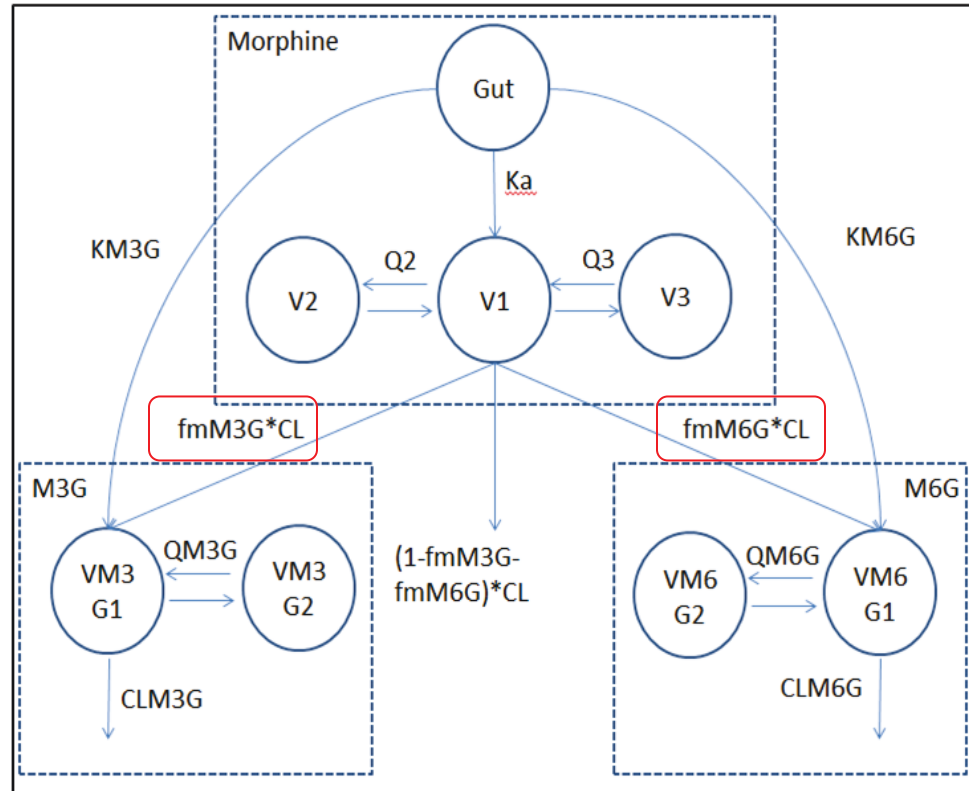 Morphine
Gut
Ka
KM3G
KM6G
Q2
Q3
V2
V1
V3
fmM3G*CL
fmM6G*CL
M3G
M6G
(1-fmM3G-
fmM6G)*CL
QM3G
VM3
G1
VM3
G2
QM6G
VM6
G2
VM6
G1
CLM3G
CLM6G